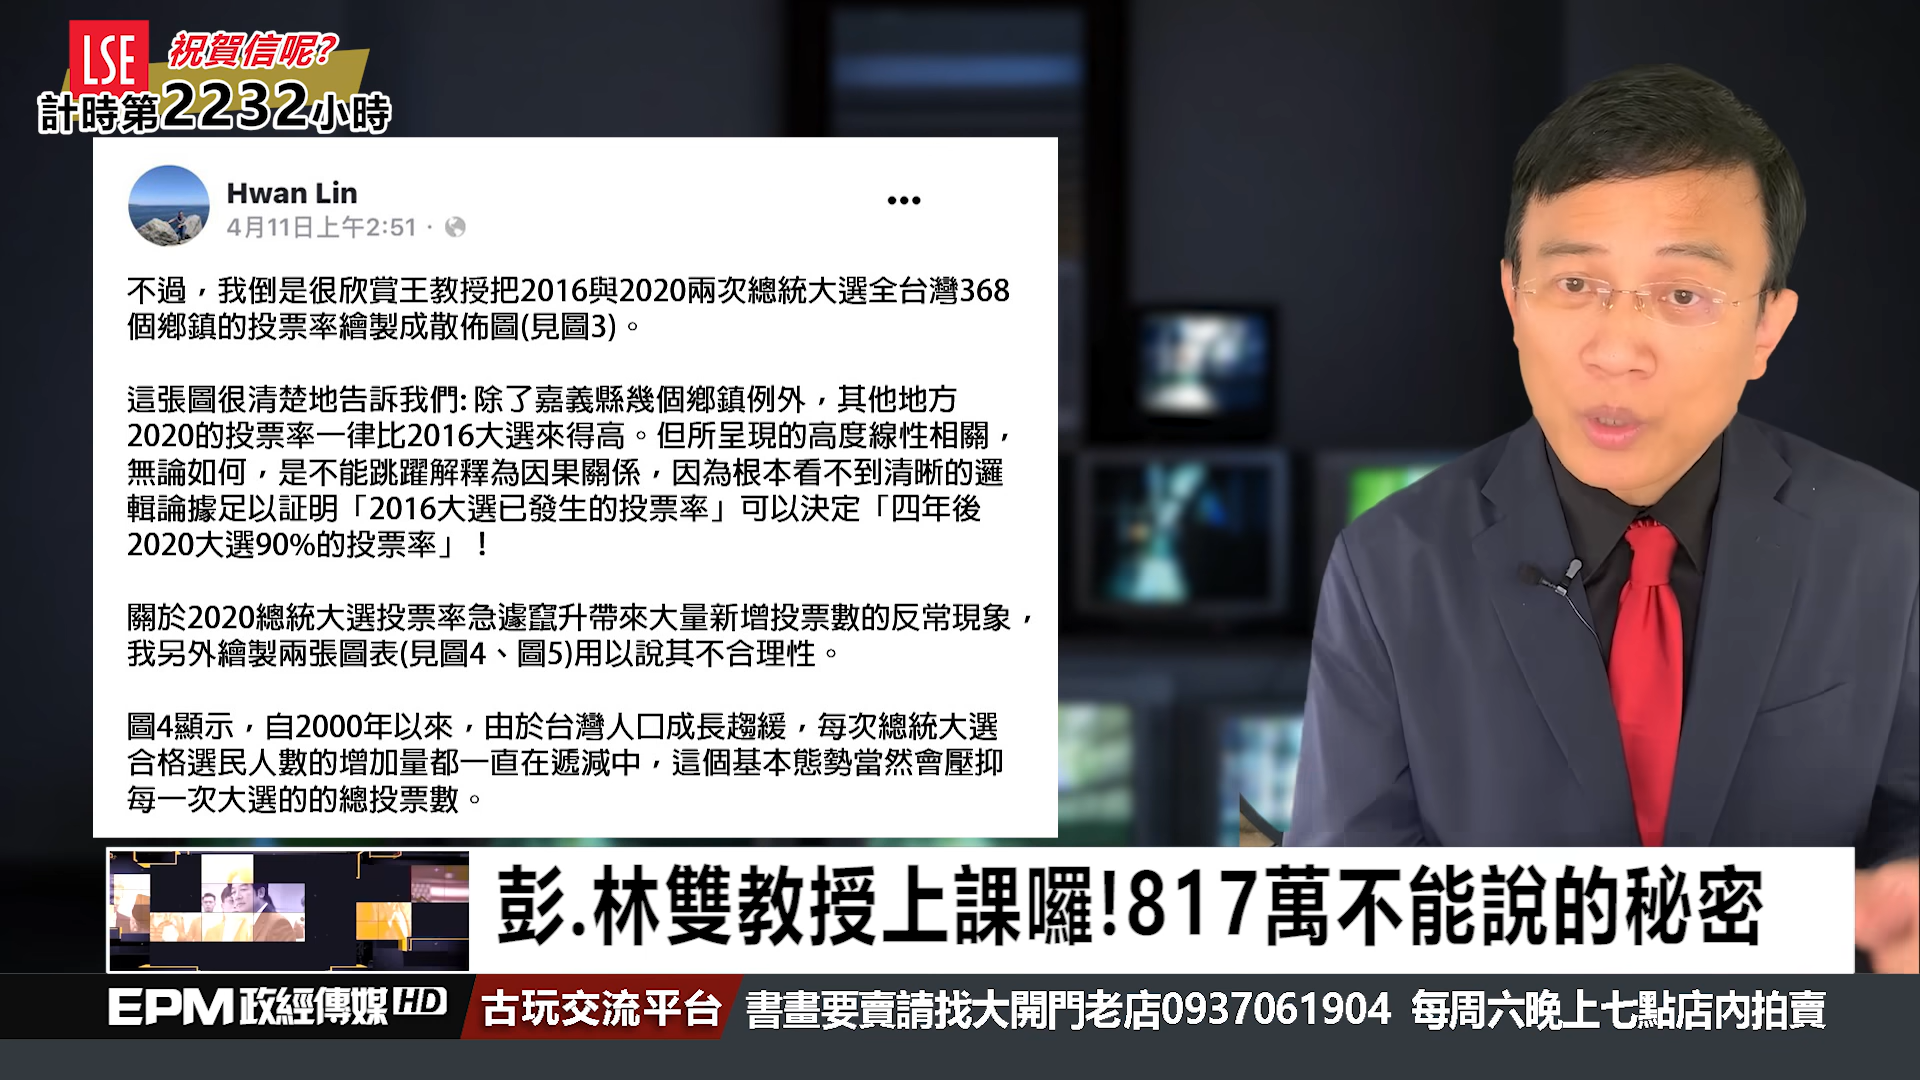 LSE 祝賀信呢?
計時第2232小時
Hwan Lin
4月11日上午2:51 ·
不過，我倒是很欣賞王教授把2016與2020兩次總統大選全台灣368
個鄉鎮的投票率繪製成散佈圖(見圖3)。
這張圖很清楚地告訴我們: 除了嘉義縣幾個鄉鎮例外，其他地方
2020的投票率一律比2016大選來得高。但所呈現的高度線性相關，
無論如何，是不能跳躍解釋為因果關係，因為根本看不到清晰的邏
輯論據足以証明「2016大選已發生的投票率」可以決定「四年後
2020大選90%的投票率」！
關於2020總統大選投票率急遽竄升帶來大量新增投票數的反常現象，
我另外繪製兩張圖表(見圖4、圖5)用以說其不合理性。
圖4顯示，自2000年以來，由於台灣人口成長趨緩，每次總統大選
合格選民人數的增加量都一直在遞減中，這個基本態勢當然會壓抑
每一次大選的的總投票數。
彭.林雙教授上課囉!817萬不能說的秘密
EPM政經傳媒HD 古玩交流平台 書畫要賣請找大開門老店0937061904 每周六晚上七點店內拍賣